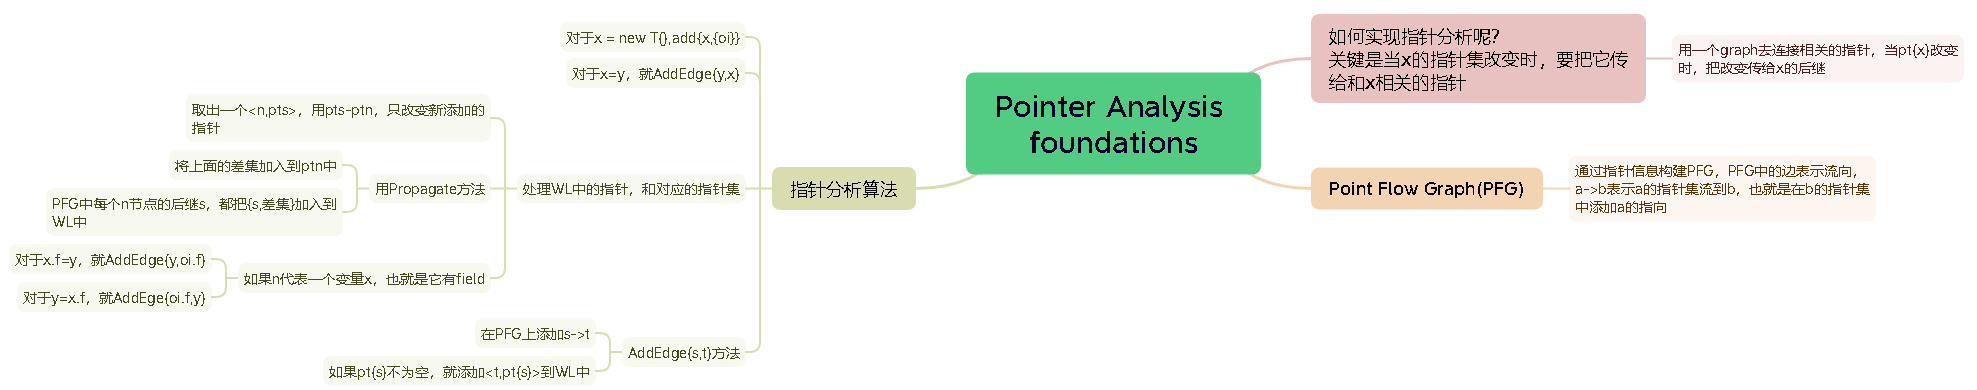 Pointer Analysis
foundations
如何实现指针分析呢?
关键是当x的指针集改变时，要把它传
给和x相关的指针
用一个graph去连接相关的指针，当pt{x}改变
时，把改变传给x的后继
Point Flow Graph(PFG)
通过指针信息构建PFG，PFG中的边表示流向，
a->b表示a的指针集流到b，也就是在b的指针集
中添加a的指向
指针分析算法
对于x = new T{},add{x,{oi}}
对于x=y，就AddEdge{y,x}
处理WL中的指针，和对应的指针集
取出一个<n,pts>，用pts-ptn，只改变新添加的
指针
用Propagate方法
将上面的差集加入到ptn中
PFG中每个n节点的后继s，都把{s,差集}加入到
WL中
如果n代表一个变量x，也就是它有field
对于x.f=y，就AddEdge{y,oi.f}
对于y=x.f，就AddEge{oi.f,y}
AddEdge{s,t}方法
在PFG上添加s->t
如果pt{s}不为空，就添加<t,pt{s}>到WL中